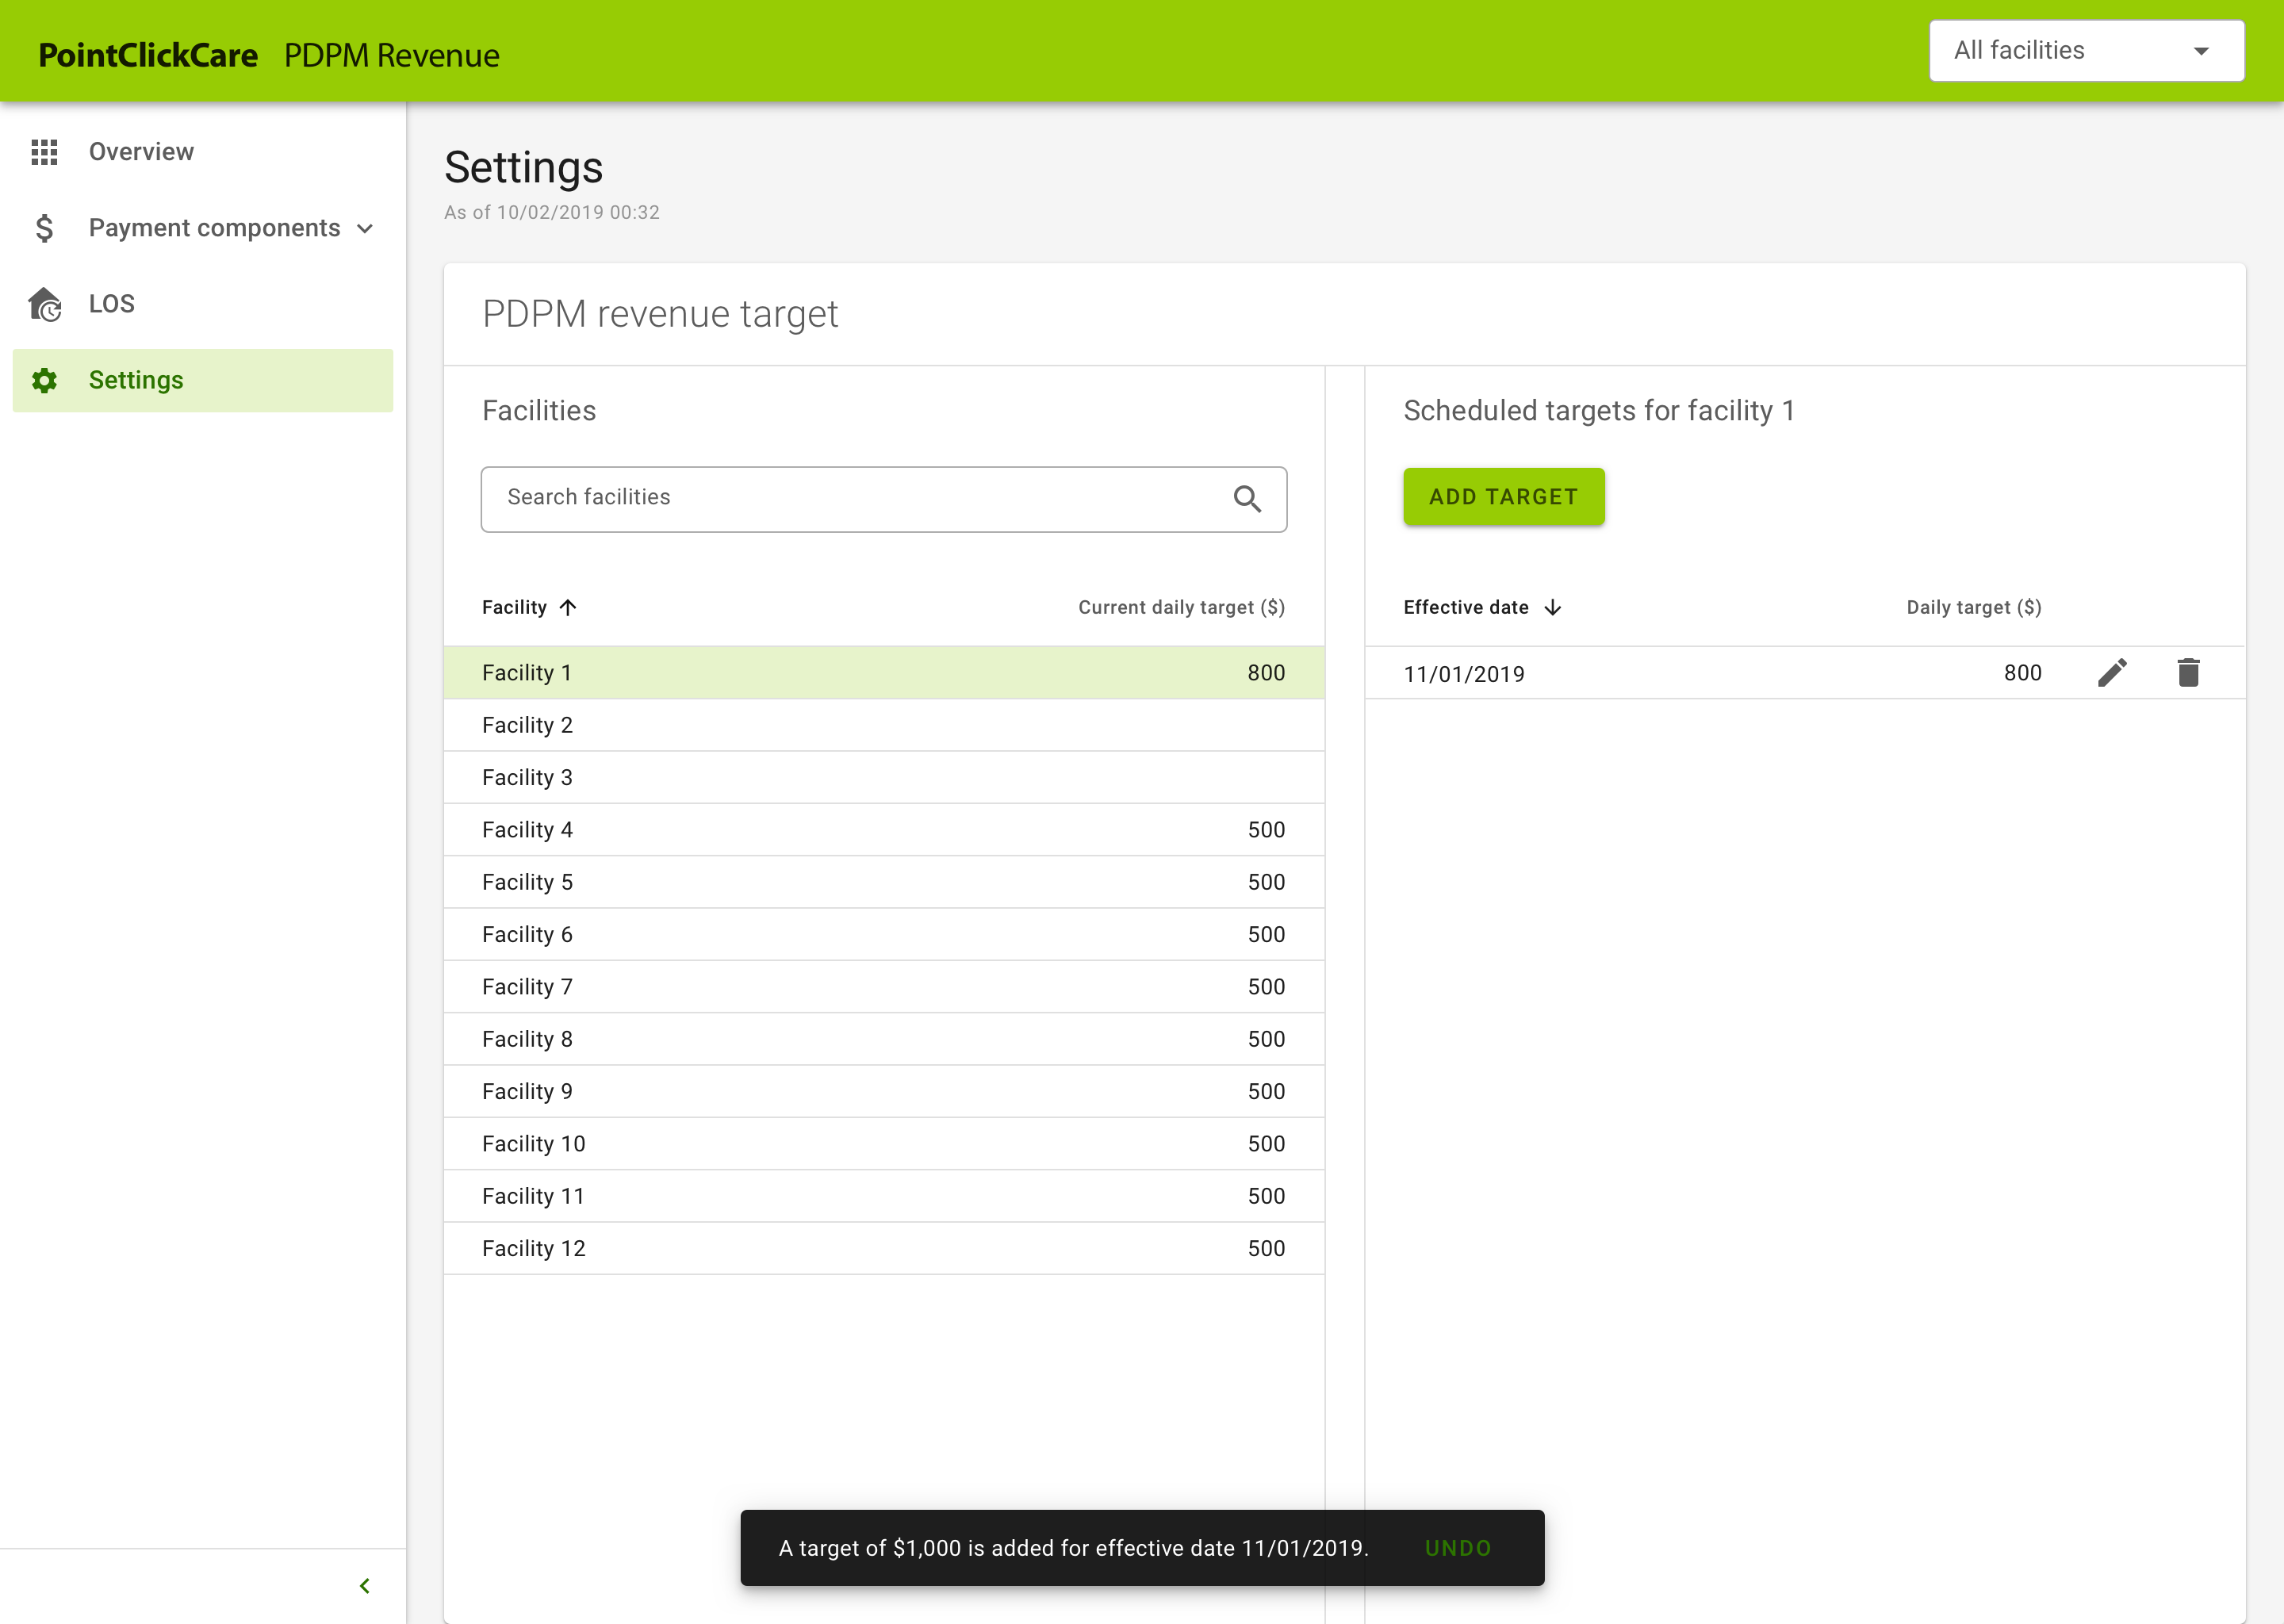 PointClickCare PDPM Revenue
All facilities
Overview
Payment components
LOS
Settings
Settings
As of 10/02/2019 00:32
PDPM revenue target
Facilities
Search facilities
Facility Current daily target ($)
Facility 1 800
Facility 2
Facility 3
Facility 4 500
Facility 5 500
Facility 6 500
Facility 7 500
Facility 8 500
Facility 9 500
Facility 10 500
Facility 11 500
Facility 12 500
Scheduled targets for facility 1
ADD TARGET
Effective date Daily target ($)
11/01/2019 800
A target of $1,000 is added for effective date 11/01/2019. UNDO